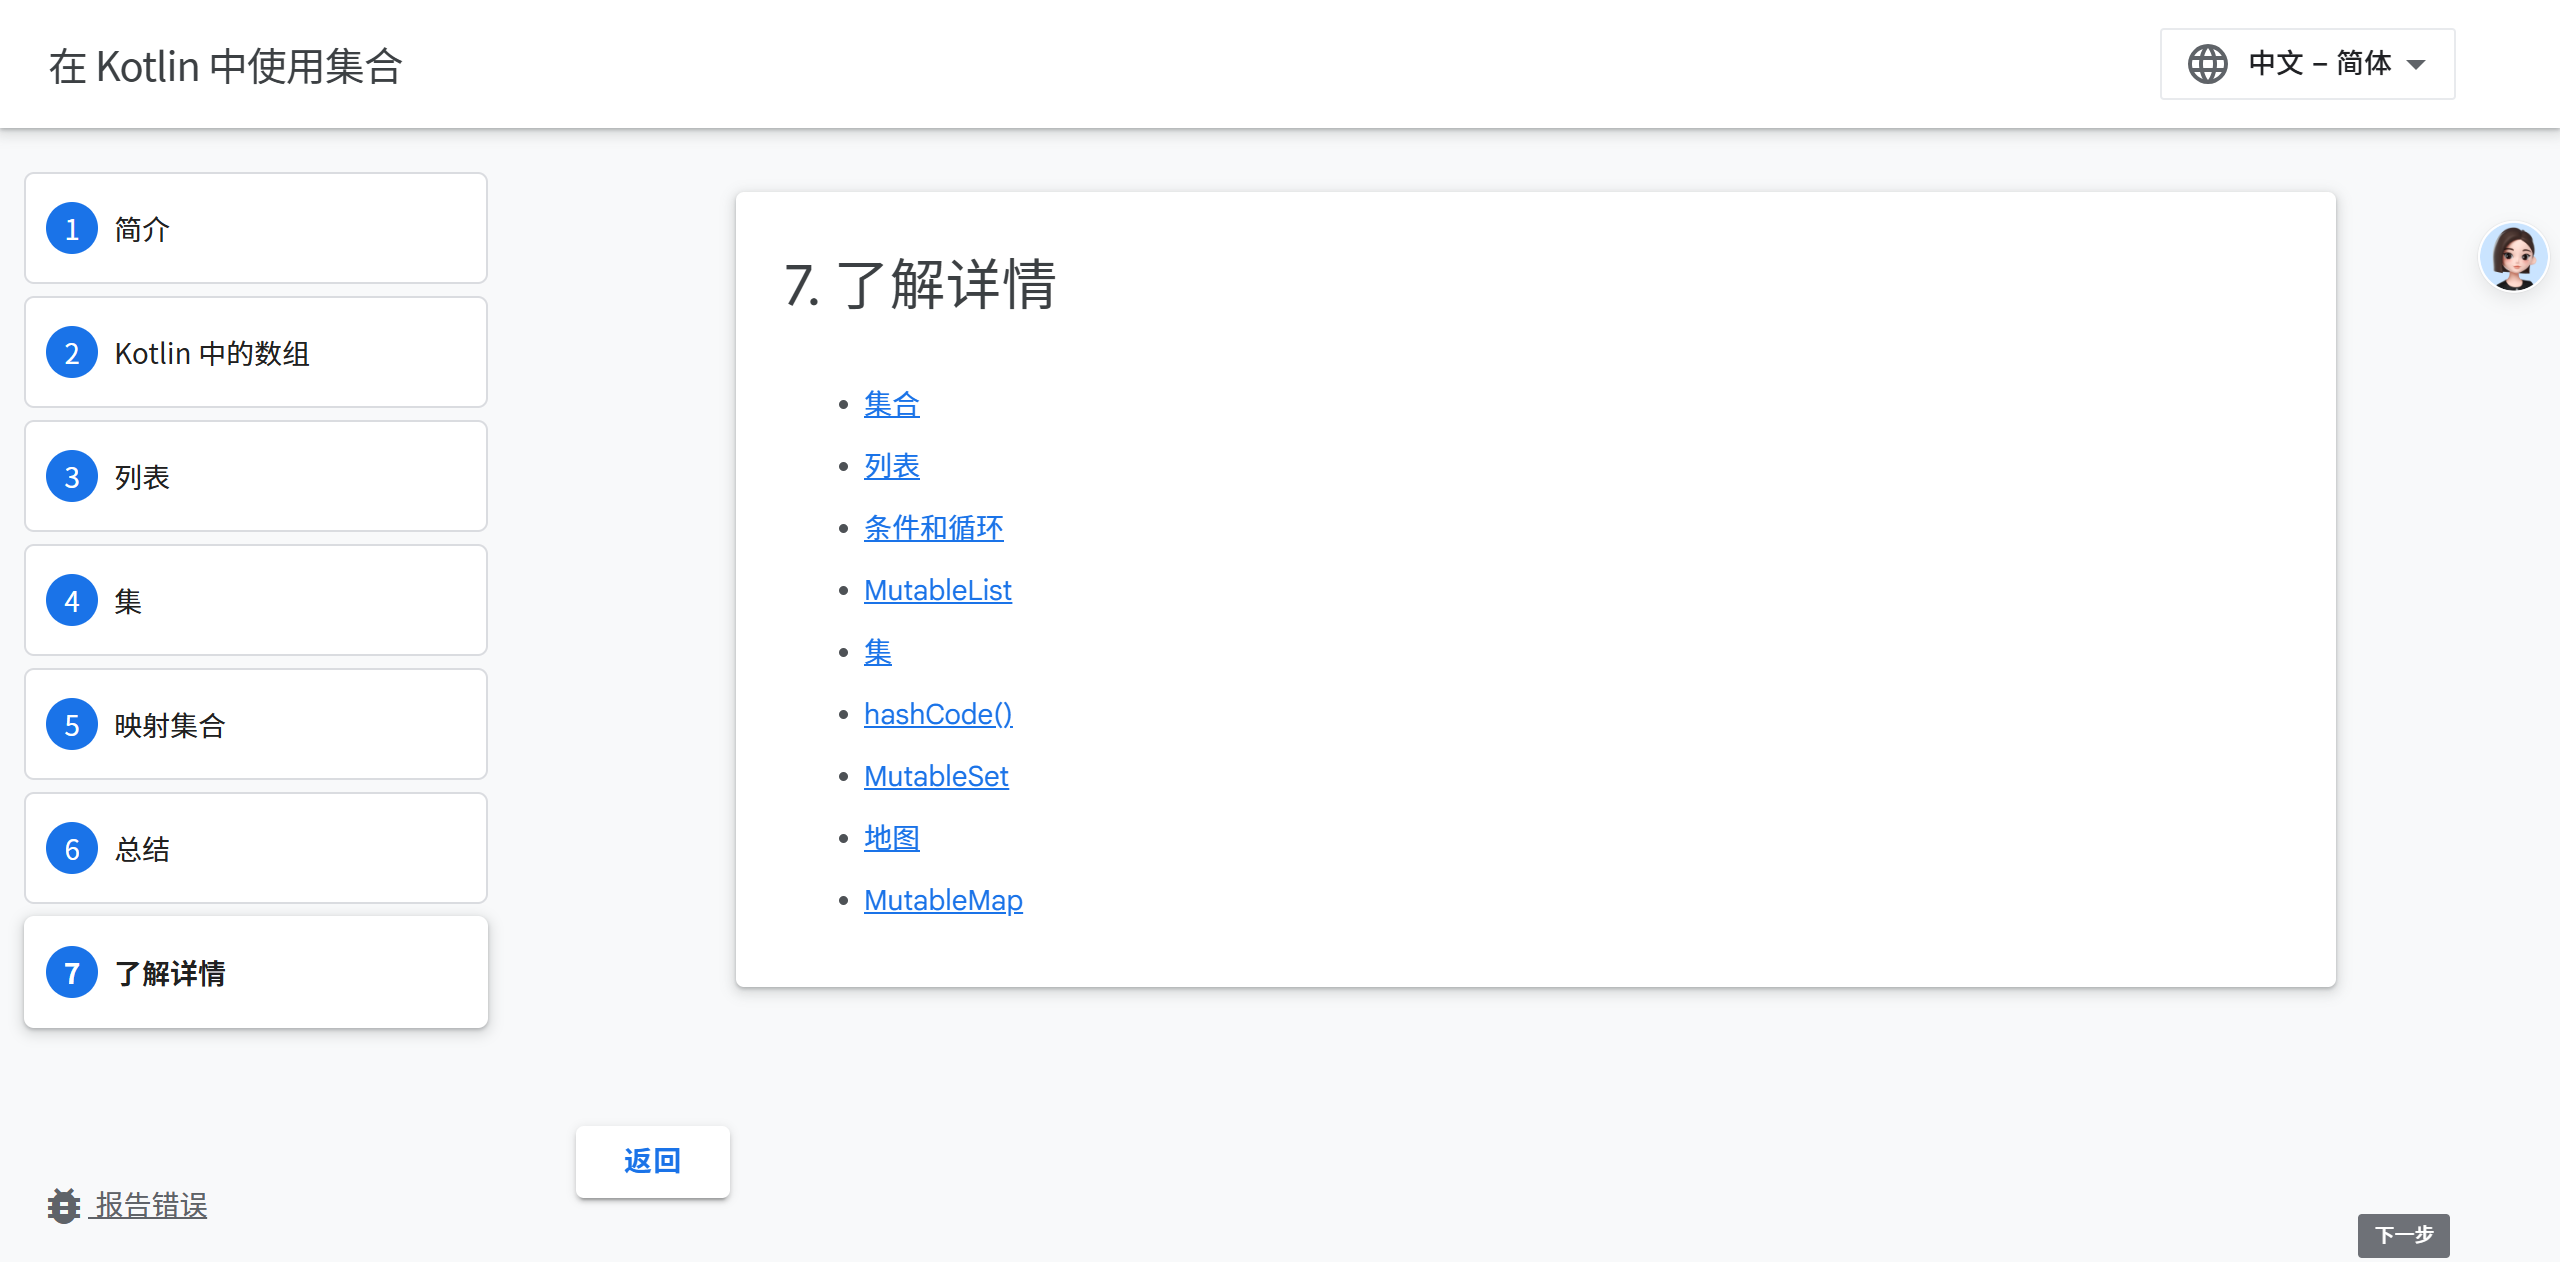 在 Kotlin 中使用集合
中文 – 简体
1 简介
2 Kotlin 中的数组
3 列表
4 集
5 映射集合
6 总结
7 了解详情
报告错误
7. 了解详情
集合
列表
条件和循环
MutableList
集
hashCode()
MutableSet
地图
MutableMap
返回
下一步